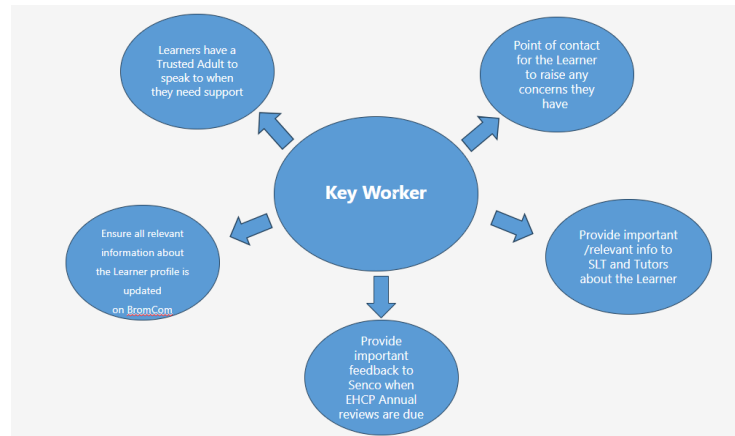 Learners have a
Trusted Adult to
speak to when
they need support
Point of contact
for the Learner
to raise any
concerns they
have
Key Worker
Ensure all relevant
information about
the Learner profile is
updated
on BromCom
Provide important
/relevant info to
SLT and Tutors
about the Learner
Provide
important
feedback to
Senco when
EHCP Annual
reviews are due